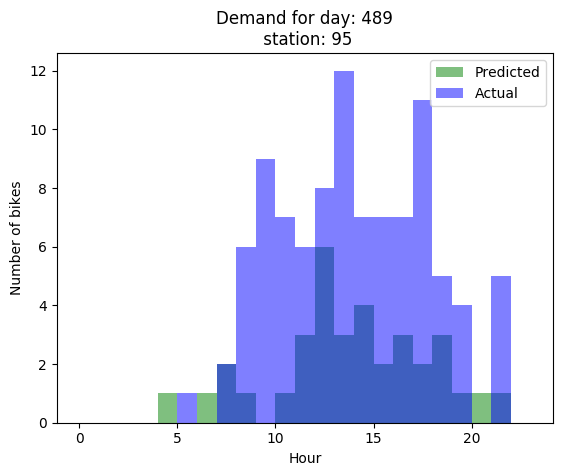 Demand for day: 489
station: 95
Predicted
Actual
Number of bikes
12
10
8
6
4
2
0
0
5
10
15
20
Hour